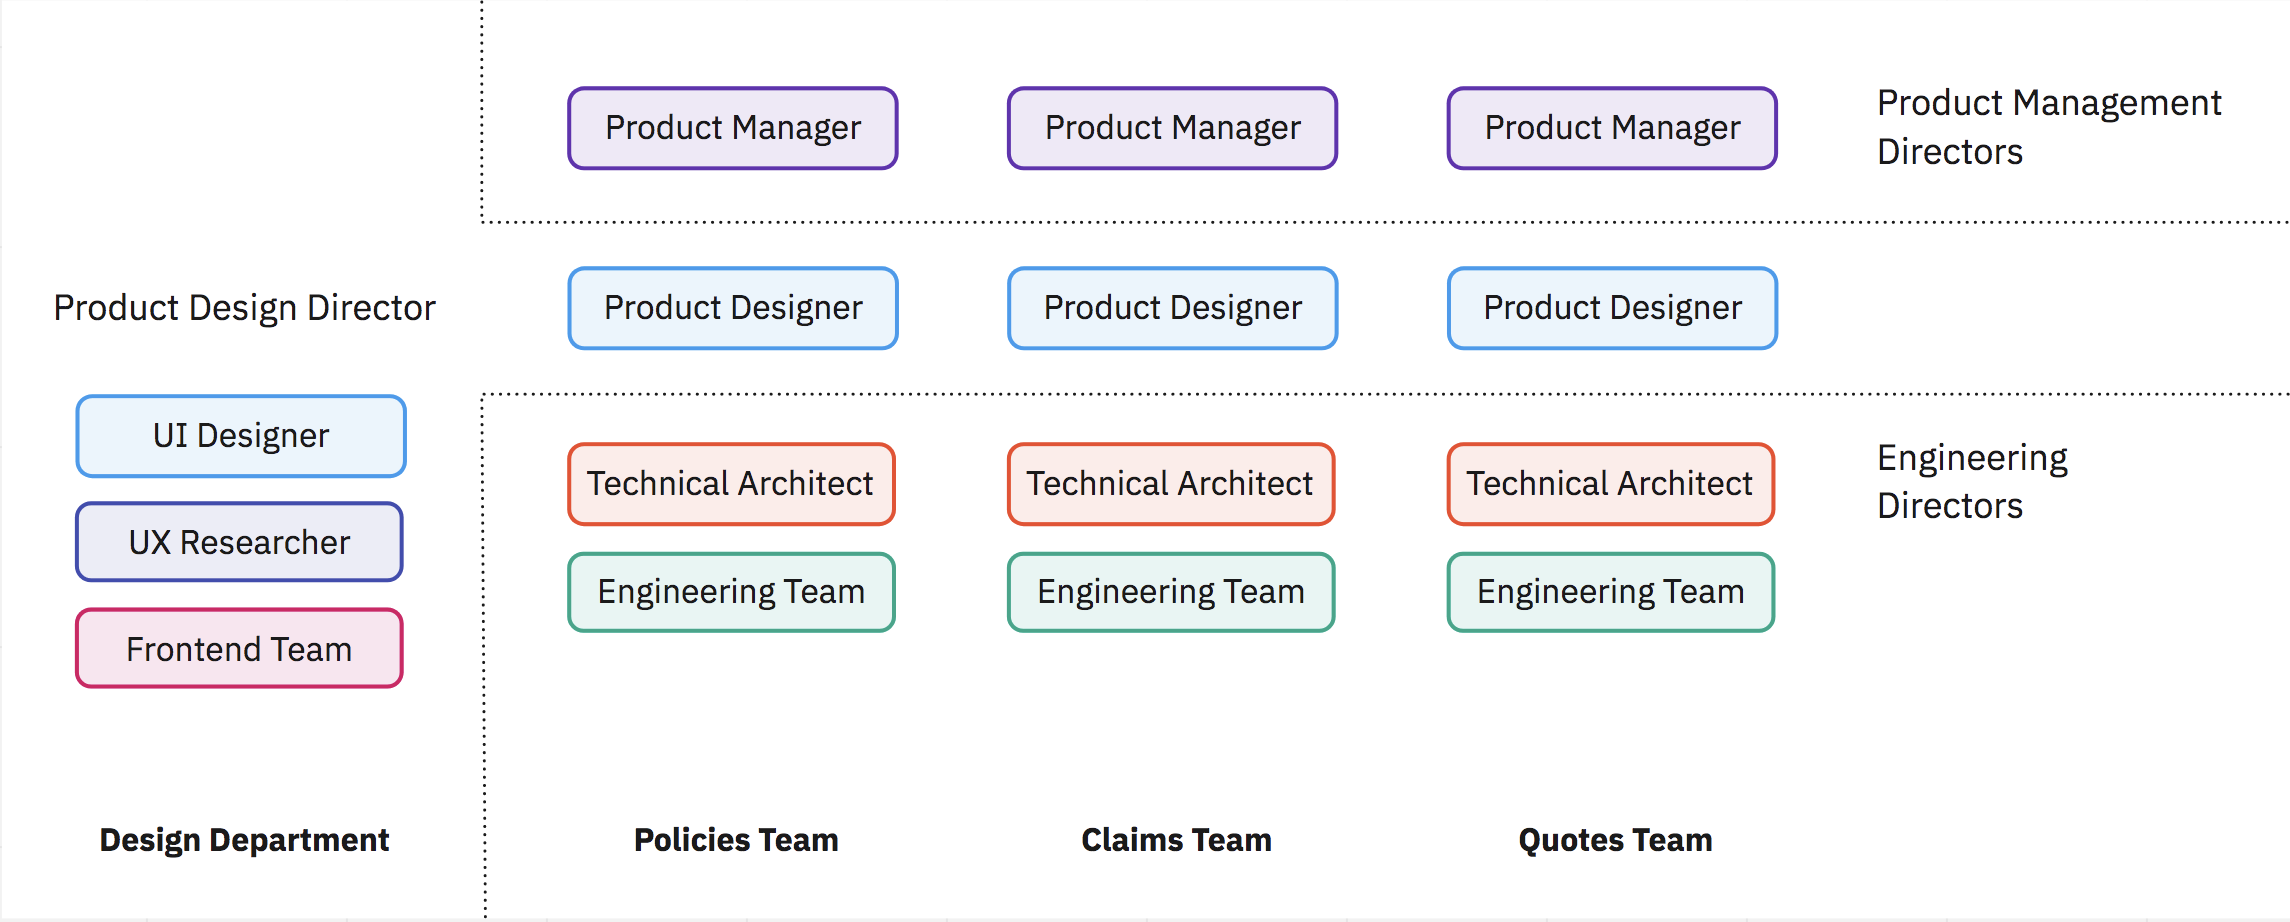 Product Manager
Product Manager
Product Manager
Product Management
Directors
Product Design Director
Product Designer
Product Designer
Product Designer
UI Designer
UX Researcher
Frontend Team
Technical Architect
Technical Architect
Technical Architect
Engineering
Directors
Engineering Team
Engineering Team
Engineering Team
Design Department
Policies Team
Claims Team
Quotes Team